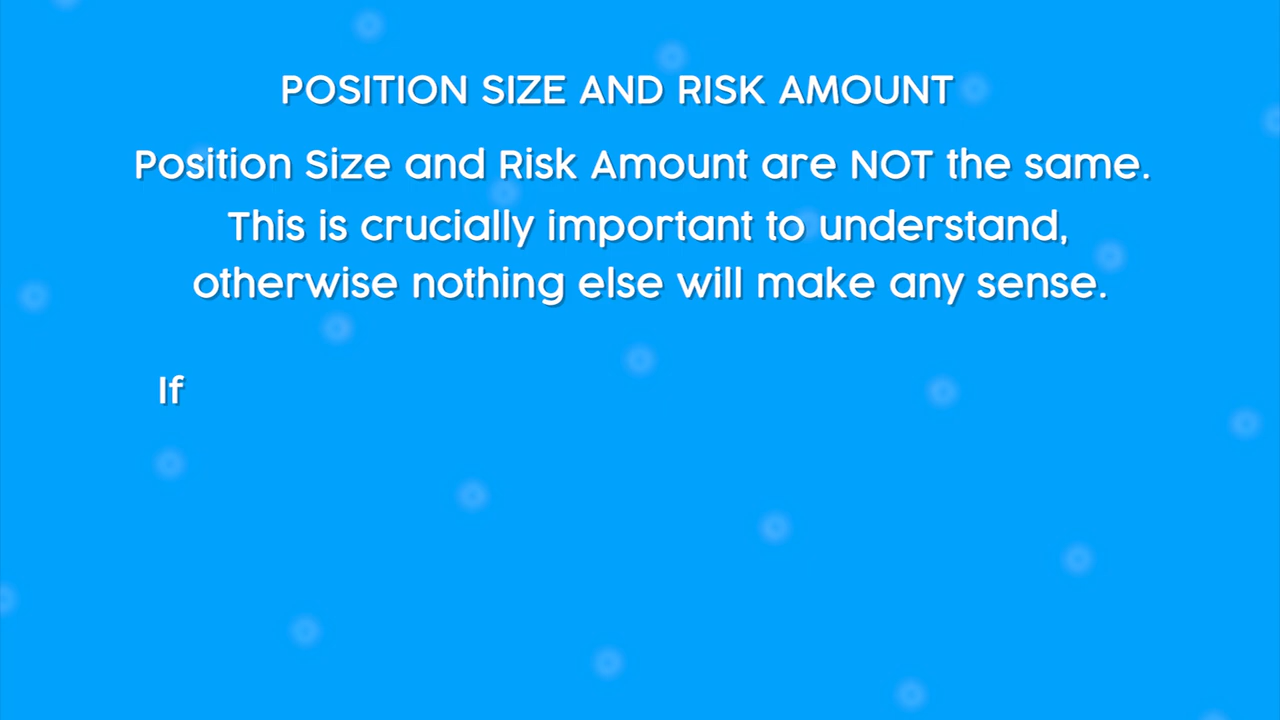 POSITION SIZE AND RISK AMOUNT
Position Size and Risk Amount are NOT the same.
This is crucially important to understand,
otherwise nothing else will make any sense.
If